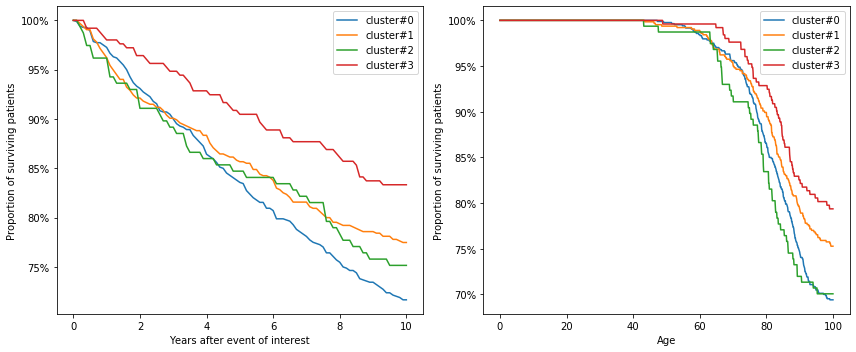 100%
95%
90%
85%
80%
75%
0
2
4
6
8
10
Years after event of interest
Proportion of surviving patients
cluster#0
cluster#1
cluster#2
cluster#3
100%
95%
90%
85%
80%
75%
70%
0
20
40
60
80
100
Age
Proportion of surviving patients
cluster#0
cluster#1
cluster#2
cluster#3